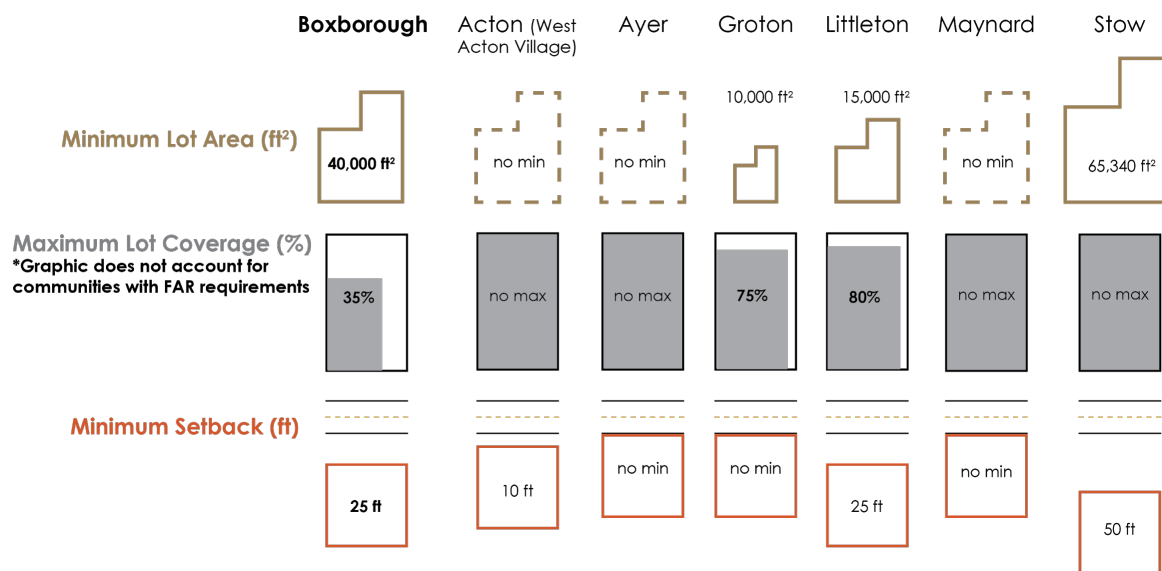 Boxborough
Acton (West
Acton Village)
Ayer
Groton
Littleton
Maynard
Stow
Minimum Lot Area (ft²)
40,000 ft²
no min
no min
10,000 ft²
15,000 ft²
no min
65,340 ft²
Maximum Lot Coverage (%)
*Graphic does not account for
communities with FAR requirements
35%
no max
no max
75%
80%
no max
no max
Minimum Setback (ft)
25 ft
10 ft
no min
no min
25 ft
no min
50 ft